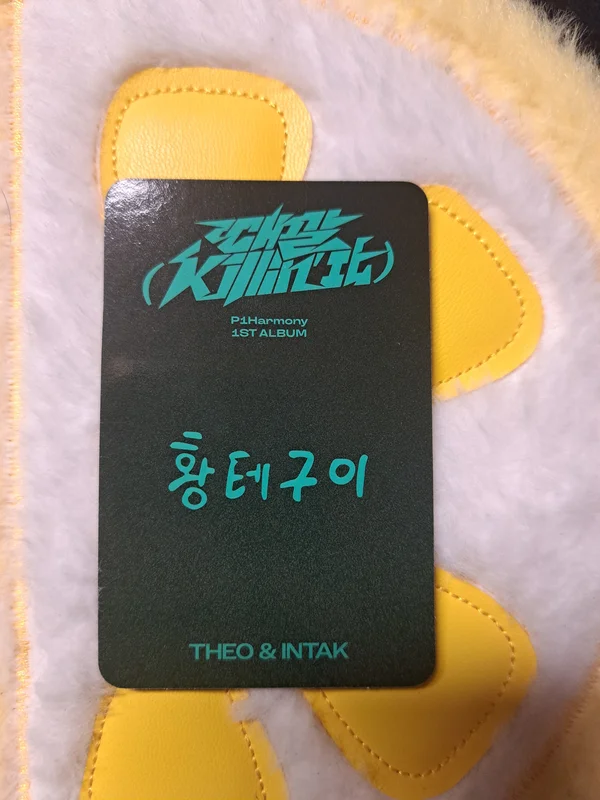 때깔
(Killin' It)
P1Harmony
1ST ALBUM
황테구이
THEO & INTAK